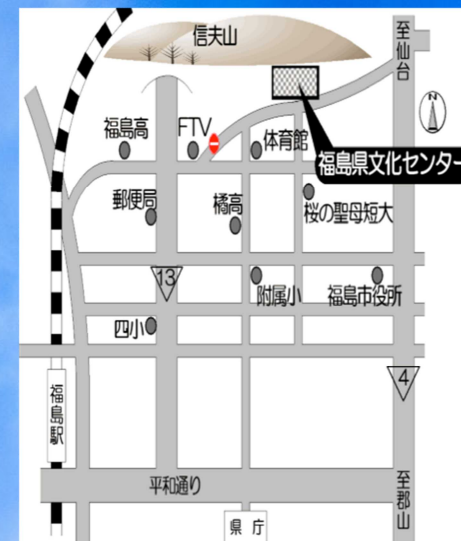 信夫山
至仙台
N
福島高
FTV
体育館
福島県文化センター
郵便局
橘高
桜の聖母短大
13
附属小
福島市役所
四小
4
福島駅
平和通り
至郡山
県庁